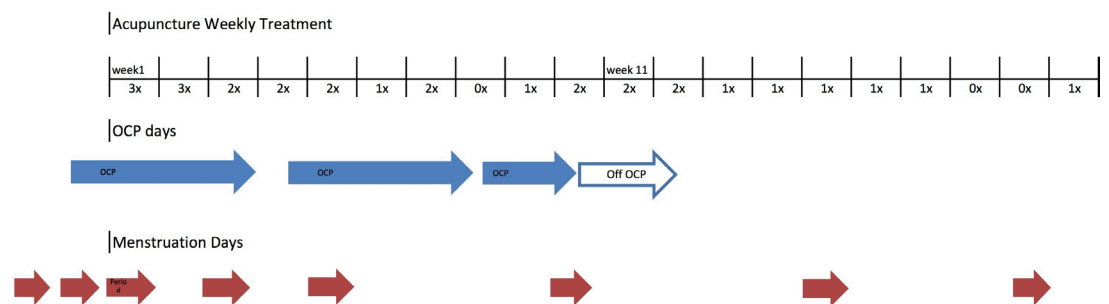 Acupuncture Weekly Treatment
week1 week 11
3x 3x 2x 2x 2x 1x 2x 0x 1x 2x 2x 2x 1x 1x 1x 1x 1x 0x 0x 1x
OCP days
OCP OCP OCP Off OCP
Menstruation Days
Perio
d